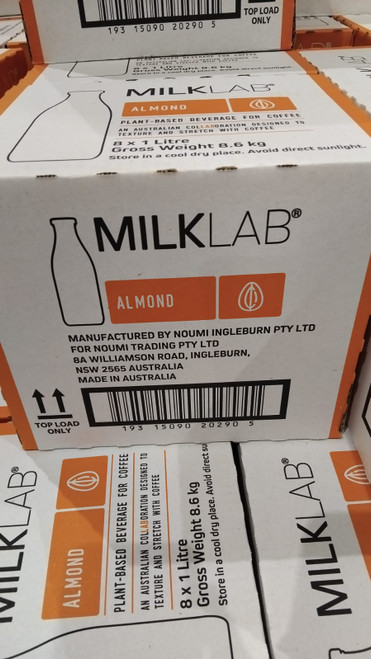 19 3 15090 20290 5
TOP LOAD
ONLY
MILKLAB®
ALMOND
PLANT-BASED BEVERAGE FOR COFFEE
AN AUSTRALIAN COLLABORATION DESIGNED TO
TEXTURE AND STRETCH WITH COFFEE
8 x 1 Litre
Gross Weight 8.6 kg
Store in a cool dry place. Avoid direct sunlight.
MILKLAB®
ALMOND
MANUFACTURED BY NOUMI INGLEBURN PTY LTD
FOR NOUMI TRADING PTY LTD
8A WILLIAMSON ROAD, INGLEBURN,
NSW 2565 AUSTRALIA
MADE IN AUSTRALIA
TOP LOAD
ONLY
19 3 15090 20290 5
MILKLAB®
ALMOND
PLANT-BASED BEVERAGE FOR COFFEE
AN AUSTRALIAN COLLABORATION DESIGNED TO
TEXTURE AND STRETCH WITH COFFEE
8 x 1 Litre
Gross Weight 8.6 kg
Store in a cool dry place. Avoid direct su
MILKLAB®